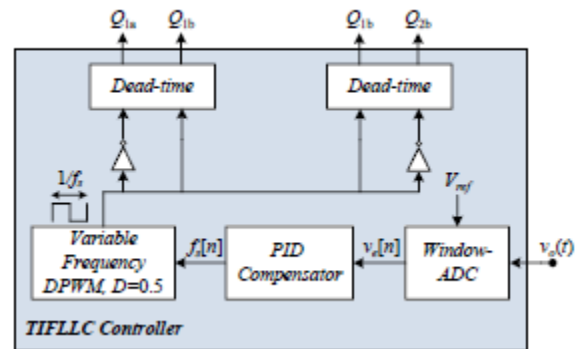 Q1a Q1b Q1b Q2b
Dead-time Dead-time
1/fs
Vref
Variable
Frequency
DPWM, D=0.5
fs[n]
PID
Compensator
ve[n]
Window-
ADC
vo(t)
TIFLLC Controller